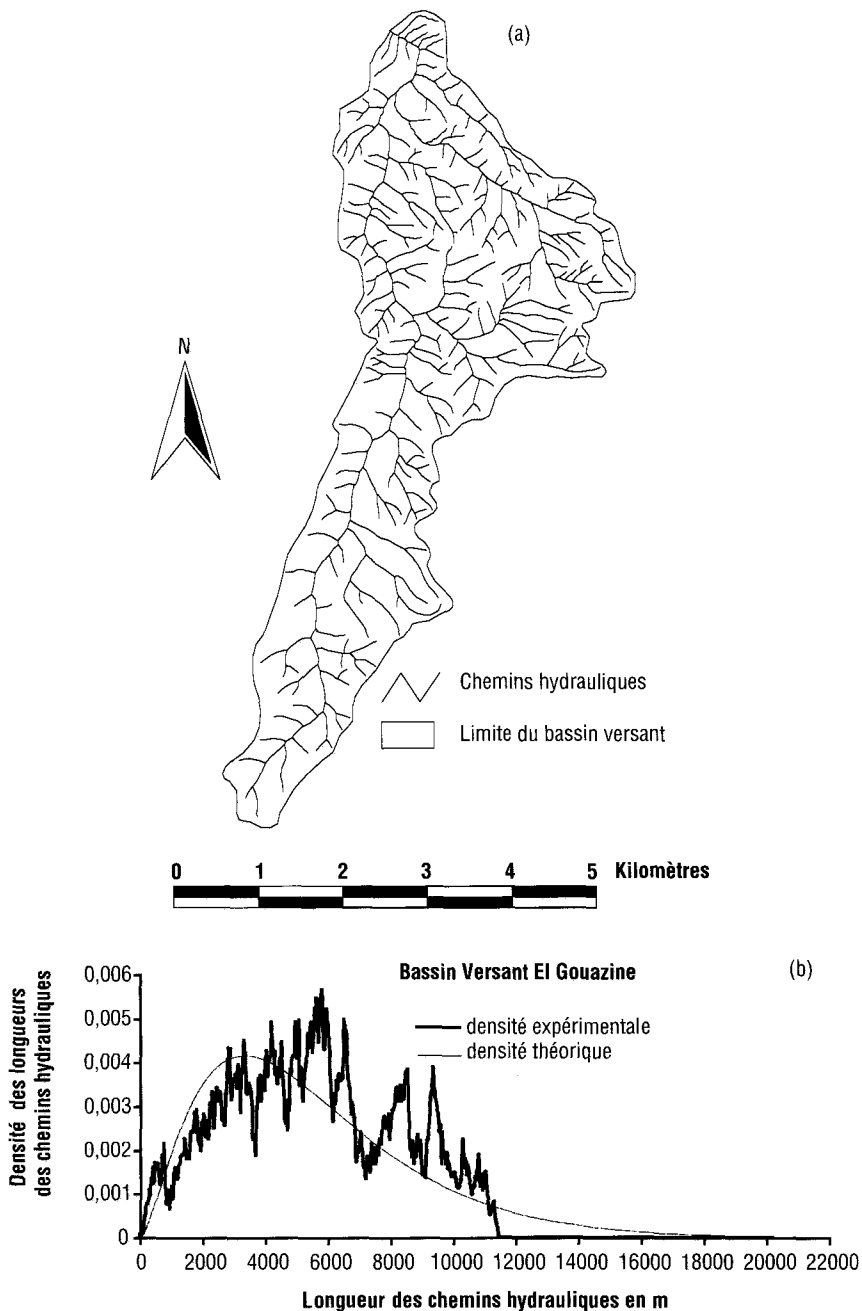 (a)
N
Chemins hydrauliques
Limite du bassin versant
0 1 2 3 4 5 Kilomètres
Bassin Versant El Gouazine
(b)
densité expérimentale
densité théorique
Densité des longueurs
des chemins hydrauliques
0,006
0,005
0,004
0,003
0,002
0,001
0
0 2000 4000 6000 8000 10000 12000 14000 16000 18000 20000 22000
Longueur des chemins hydrauliques en m